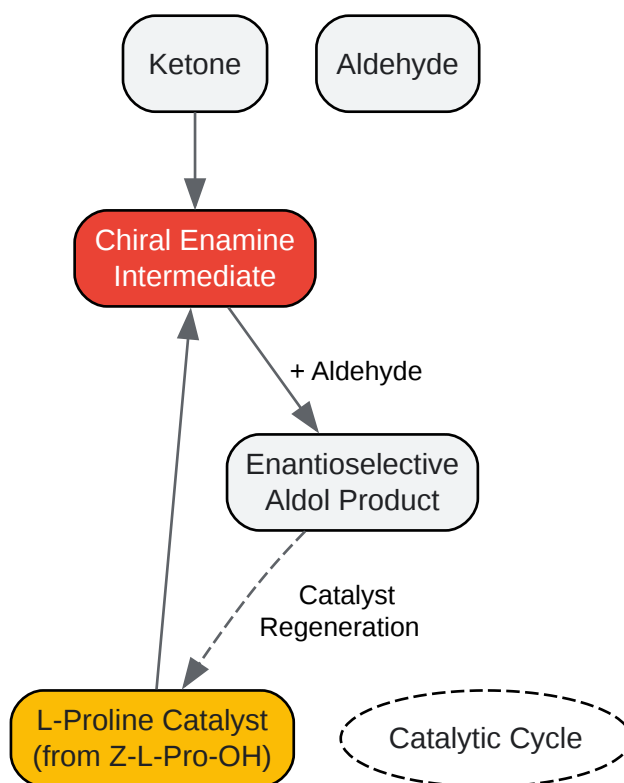 Ketone
Aldehyde
Chiral Enamine
Intermediate
+ Aldehyde
Enantioselective
Aldol Product
Catalyst
Regeneration
L-Proline Catalyst
(from Z-L-Pro-OH)
Catalytic Cycle